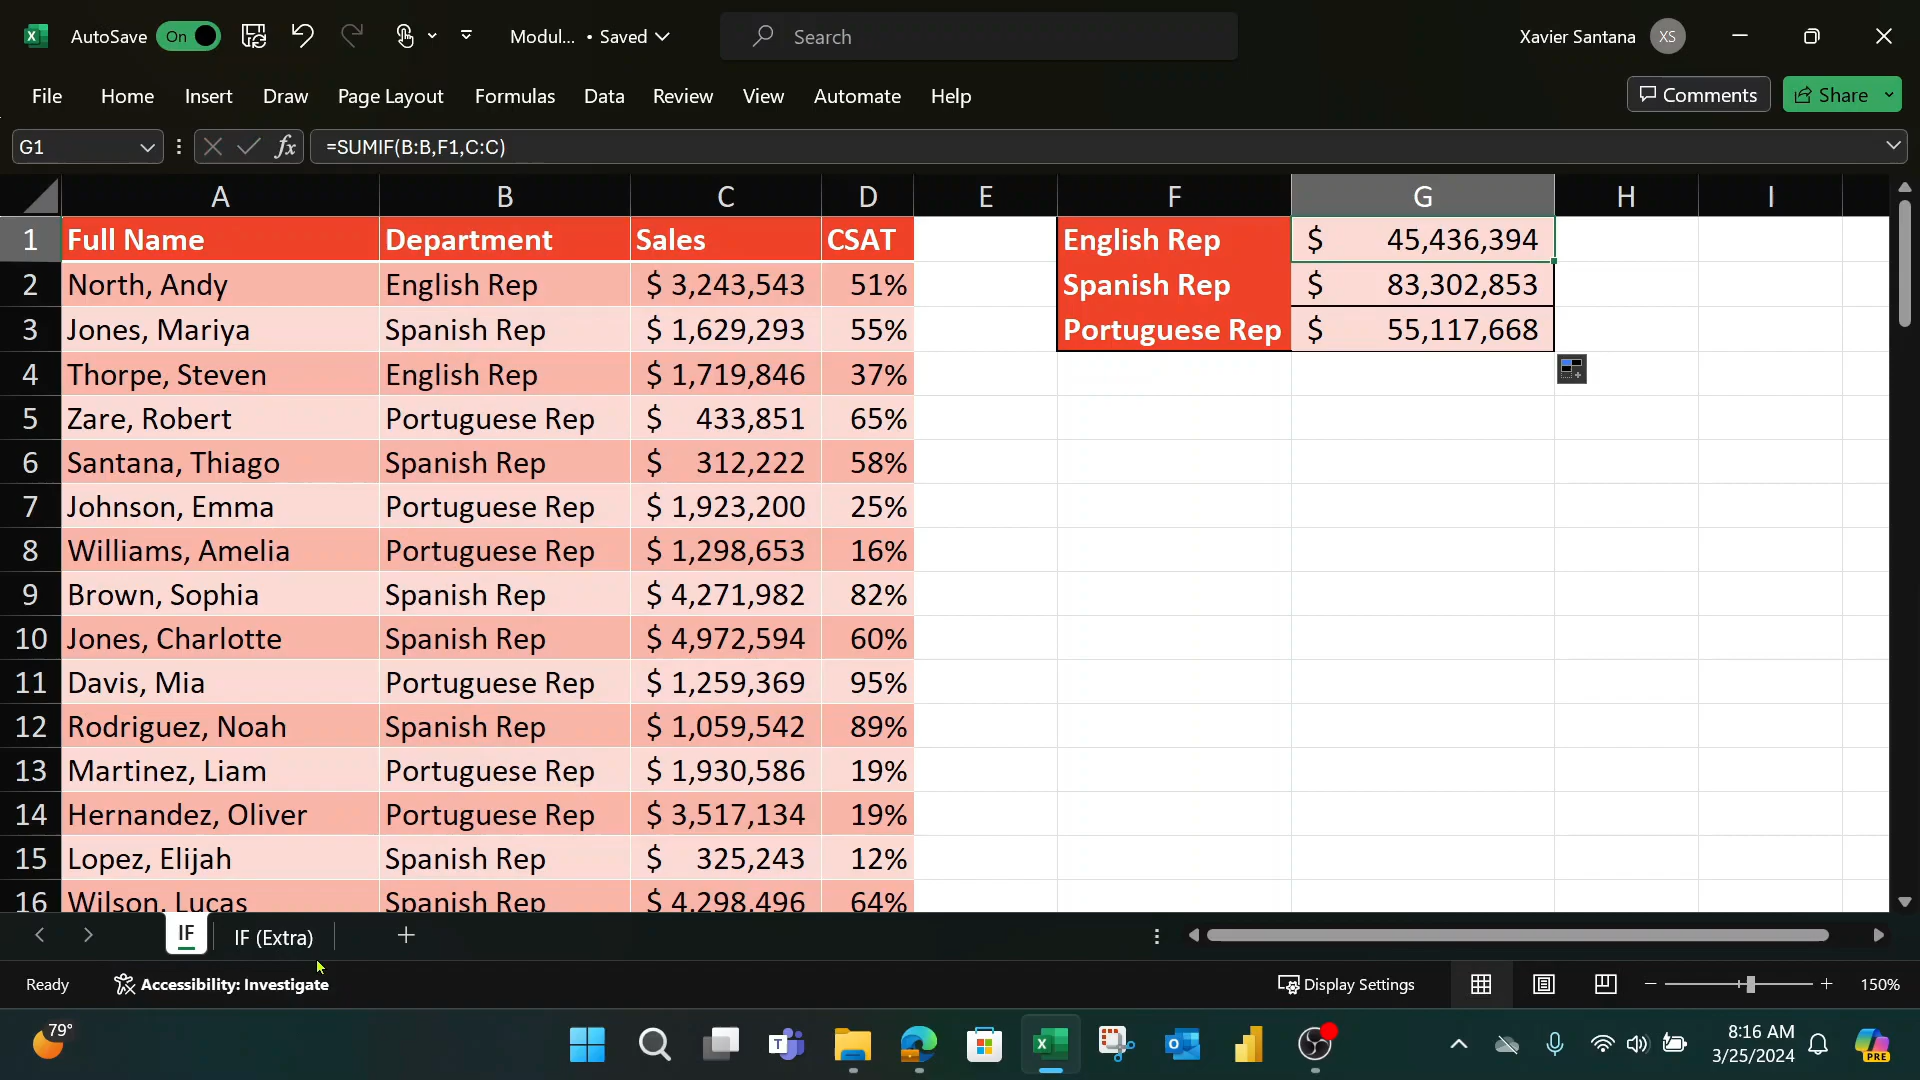 AutoSave On Modul... • Saved Search Xavier Santana XS
File Home Insert Draw Page Layout Formulas Data Review View Automate Help Comments Share
G1 fx =SUMIF(B:B,F1,C:C)
A B C D E F G H I
1 Full Name Department Sales CSAT English Rep $ 45,436,394
2 North, Andy English Rep $ 3,243,543 51% Spanish Rep $ 83,302,853
3 Jones, Mariya Spanish Rep $ 1,629,293 55% Portuguese Rep $ 55,117,668
4 Thorpe, Steven English Rep $ 1,719,846 37%
5 Zare, Robert Portuguese Rep $ 433,851 65%
6 Santana, Thiago Spanish Rep $ 312,222 58%
7 Johnson, Emma Portuguese Rep $ 1,923,200 25%
8 Williams, Amelia Portuguese Rep $ 1,298,653 16%
9 Brown, Sophia Spanish Rep $ 4,271,982 82%
10 Jones, Charlotte Spanish Rep $ 4,972,594 60%
11 Davis, Mia Portuguese Rep $ 1,259,369 95%
12 Rodriguez, Noah Spanish Rep $ 1,059,542 89%
13 Martinez, Liam Portuguese Rep $ 1,930,586 19%
14 Hernandez, Oliver Portuguese Rep $ 3,517,134 19%
15 Lopez, Elijah Spanish Rep $ 325,243 12%
16 Wilson, Lucas Spanish Rep $ 4,298,496 64%
IF IF (Extra)
Ready Accessibility: Investigate Display Settings 150%
79° 8:16 AM
3/25/2024 PRE